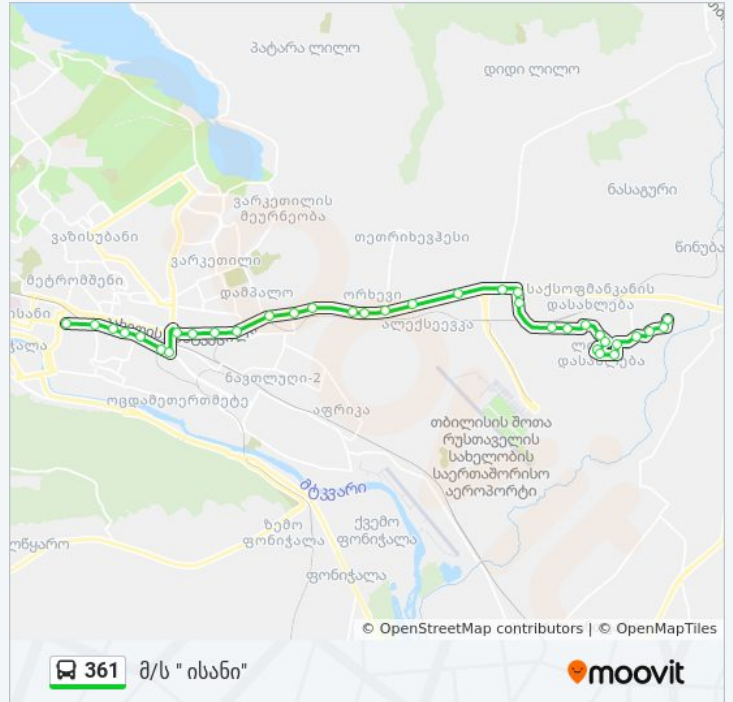 პატარა ლილო
დიდი ლილო
ნასაგური
ვარკეთილის
მეურნეობა
ვაზისუბანი
თეთრიხევჰესი
წინუბა
ვარკეთილი
მეტრომშენი
დამპალო
ორხევი
საქსოფმანქანის
დასახლება
ისანი
ალექსეევკა
დასახლება
ნავთლუღი-2
ოცდამეთერთმეტე
აფრიკა
თბილისის შოთა
რუსთაველის
სახელობის
საერთაშორისო
აეროპორტი
მტკვარი
ზემო
ფონიჭალა
ქვემო
ფონიჭალა
ფონიჭალა
© OpenStreetMap contributors | © OpenMapTiles
361 მ/ს " ისანი"
moovit